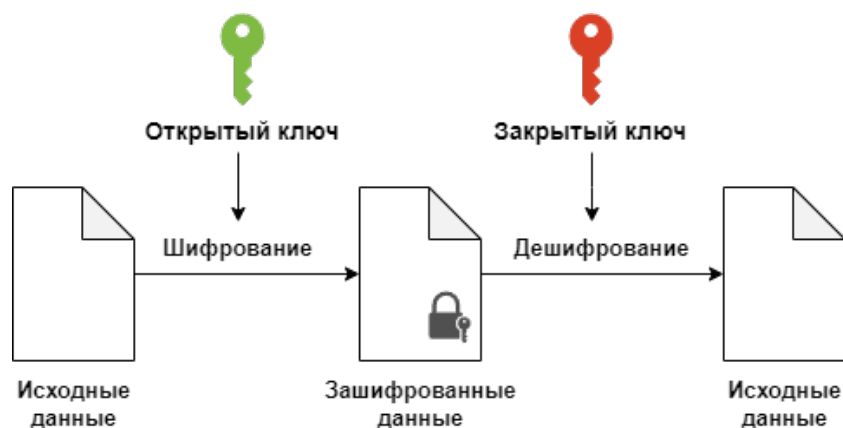 Открытый ключ
Закрытый ключ
Шифрование
Дешифрование
Исходные
данные
Зашифрованные
данные
Исходные
данные